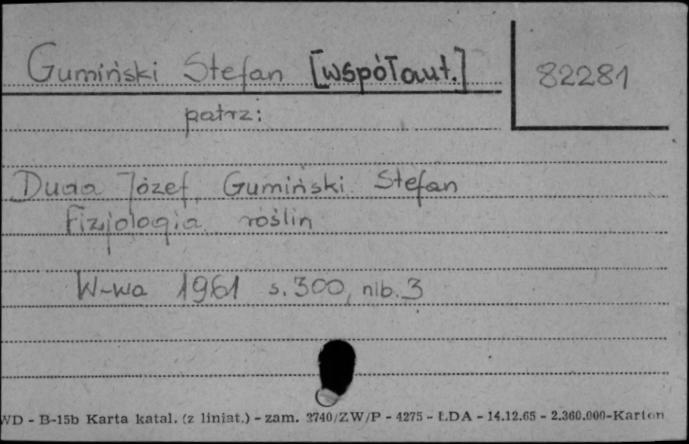 Gumiński Stefan [współaut.]
82281
patrz:
Duda Józef, Gumiński Stefan
Fizjologia roślin
W-wa 1961 s. 300, nlb. 3
WD - B-15b Karta katal. (z liniat.) - zam. 3740/ZW/P - 4275 - ŁDA - 14.12.65 - 2.360.000-Karton